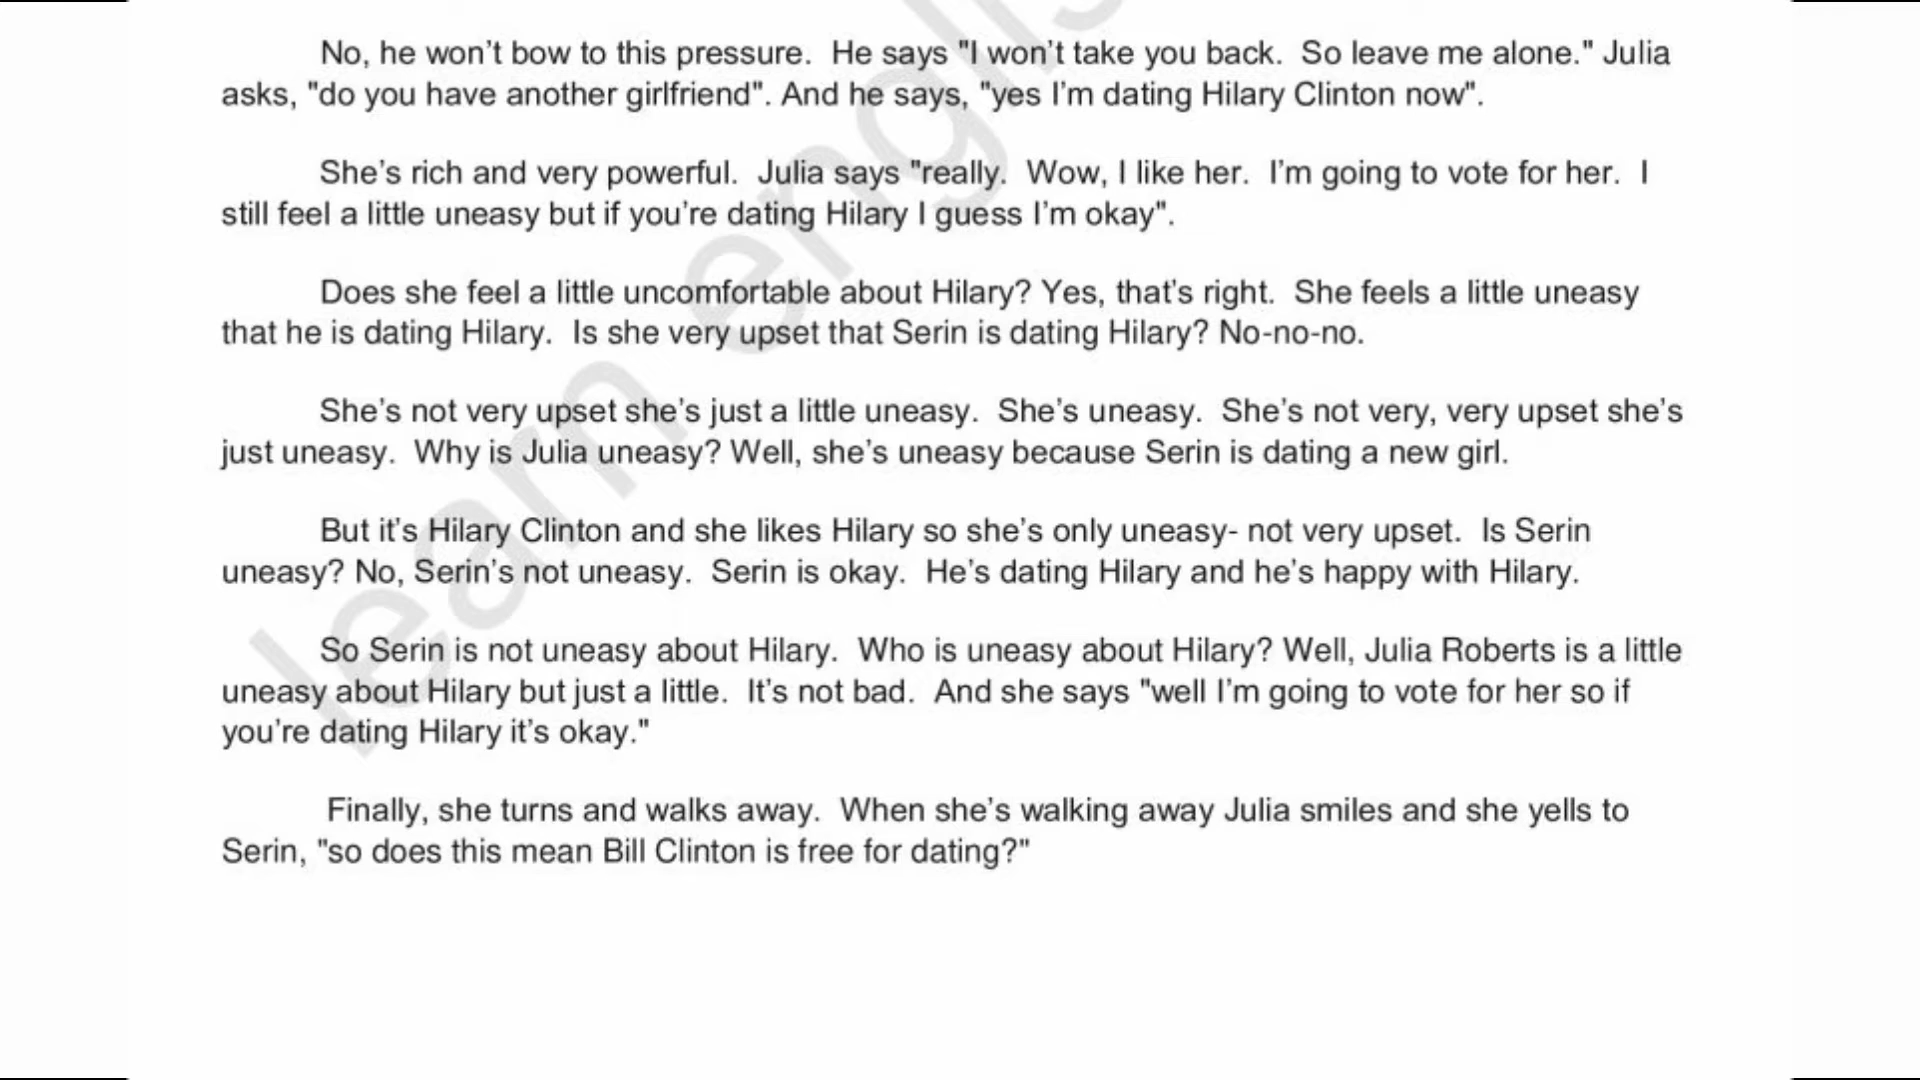 No, he won’t bow to this pressure.  He says "I won’t take you back.  So leave me alone." Julia
asks, "do you have another girlfriend". And he says, "yes I’m dating Hilary Clinton now".
She’s rich and very powerful.  Julia says "really.  Wow, I like her.  I’m going to vote for her.  I
still feel a little uneasy but if you’re dating Hilary I guess I’m okay".
Does she feel a little uncomfortable about Hilary? Yes, that’s right.  She feels a little uneasy
that he is dating Hilary.  Is she very upset that Serin is dating Hilary? No-no-no.
She’s not very upset she’s just a little uneasy.  She’s uneasy.  She’s not very, very upset she’s
just uneasy.  Why is Julia uneasy? Well, she’s uneasy because Serin is dating a new girl.
But it’s Hilary Clinton and she likes Hilary so she’s only uneasy- not very upset.  Is Serin
uneasy? No, Serin’s not uneasy.  Serin is okay.  He’s dating Hilary and he’s happy with Hilary.
So Serin is not uneasy about Hilary.  Who is uneasy about Hilary? Well, Julia Roberts is a little
uneasy about Hilary but just a little.  It’s not bad.  And she says "well I’m going to vote for her so if
you’re dating Hilary it’s okay."
Finally, she turns and walks away.  When she’s walking away Julia smiles and she yells to
Serin, "so does this mean Bill Clinton is free for dating?"
learn englis